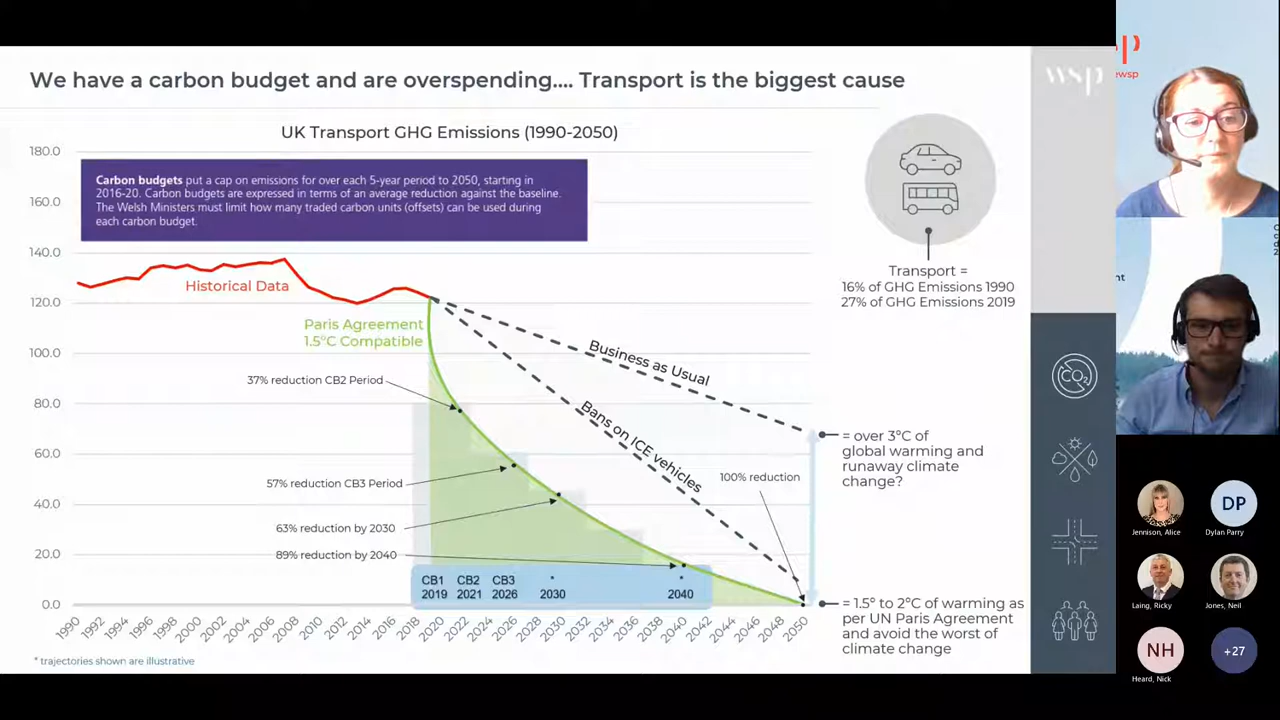 We have a carbon budget and are overspending.... Transport is the biggest cause
wsp
UK Transport GHG Emissions (1990-2050)
180.0
160.0
140.0
120.0
100.0
80.0
60.0
40.0
20.0
0.0
Carbon budgets put a cap on emissions for over each 5-year period to 2050, starting in
2016-20. Carbon budgets are expressed in terms of an average reduction against the baseline.
The Welsh Ministers must limit how many traded carbon units (offsets) can be used during
each carbon budget.
Historical Data
Paris Agreement
1.5°C Compatible
37% reduction CB2 Period
57% reduction CB3 Period
63% reduction by 2030
89% reduction by 2040
Business as Usual
Bans on ICE vehicles
100% reduction
CB1 CB2 CB3
2019 2021 2026 2030 2040
1990 1992 1994 1996 1998 2000 2002 2004 2006 2008 2010 2012 2014 2016 2018 2020 2022 2024 2026 2028 2030 2032 2034 2036 2038 2040 2042 2044 2046 2048 2050
* trajectories shown are illustrative
Transport =
16% of GHG Emissions 1990
27% of GHG Emissions 2019
= over 3°C of
global warming and
runaway climate
change?
= 1.5° to 2°C of warming as
per UN Paris Agreement
and avoid the worst of
climate change
CO2
ewsp
nt
Jennison, Alice
DP
Dylan Parry
Laing, Ricky
Jones, Neil
NH
Heard, Nick
+27